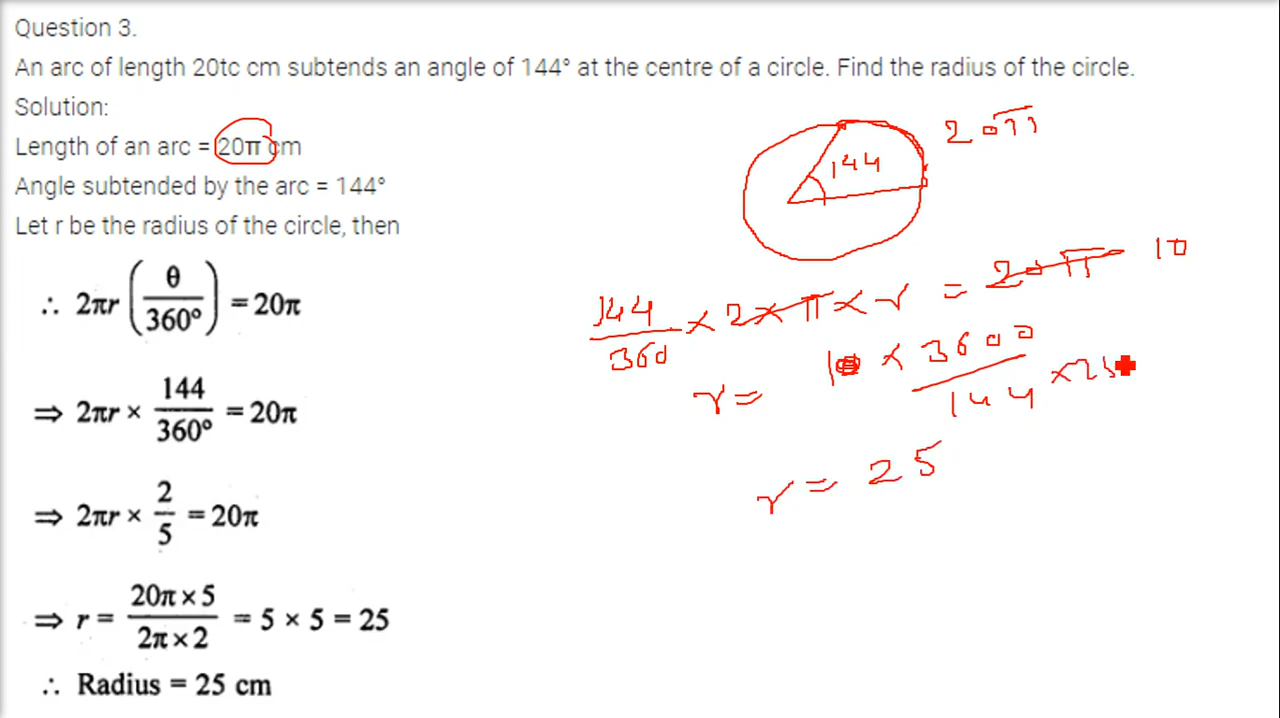 Question 3.
An arc of length 20tc cm subtends an angle of 144° at the centre of a circle. Find the radius of the circle.
Solution:
Length of an arc = 20π cm
Angle subtended by the arc = 144°
Let r be the radius of the circle, then
∴ 2πr (θ/360°) = 20π
⇒ 2πr × 144/360° = 20π
⇒ 2πr × 2/5 = 20π
⇒ r = 20π × 5/2π × 2 = 5 × 5 = 25
∴ Radius = 25 cm
144
20π
144/360 × 2 × π × r = 20π 10
r = 10 × 3600/144
r = 25